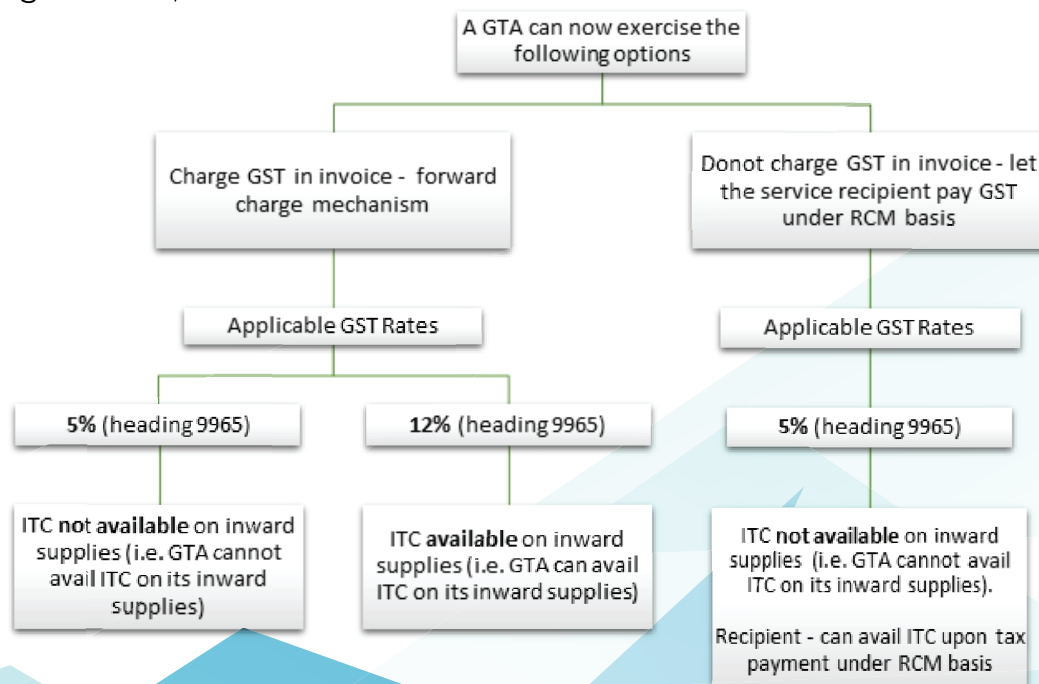 A GTA can now exercise the
following options
Charge GST in invoice - forward
charge mechanism
Donot charge GST in invoice - let
the service recipient pay GST
under RCM basis
Applicable GST Rates
Applicable GST Rates
5% (heading 9965)
12% (heading 9965)
5% (heading 9965)
ITC not available on inward
supplies (i.e. GTA cannot
avail ITC on its inward
supplies)
ITC available on inward
supplies (i.e. GTA can avail
ITC on its inward supplies)
ITC not available on inward
supplies (i.e. GTA cannot avail
ITC on its inward supplies).
Recipient - can avail ITC upon tax
payment under RCM basis